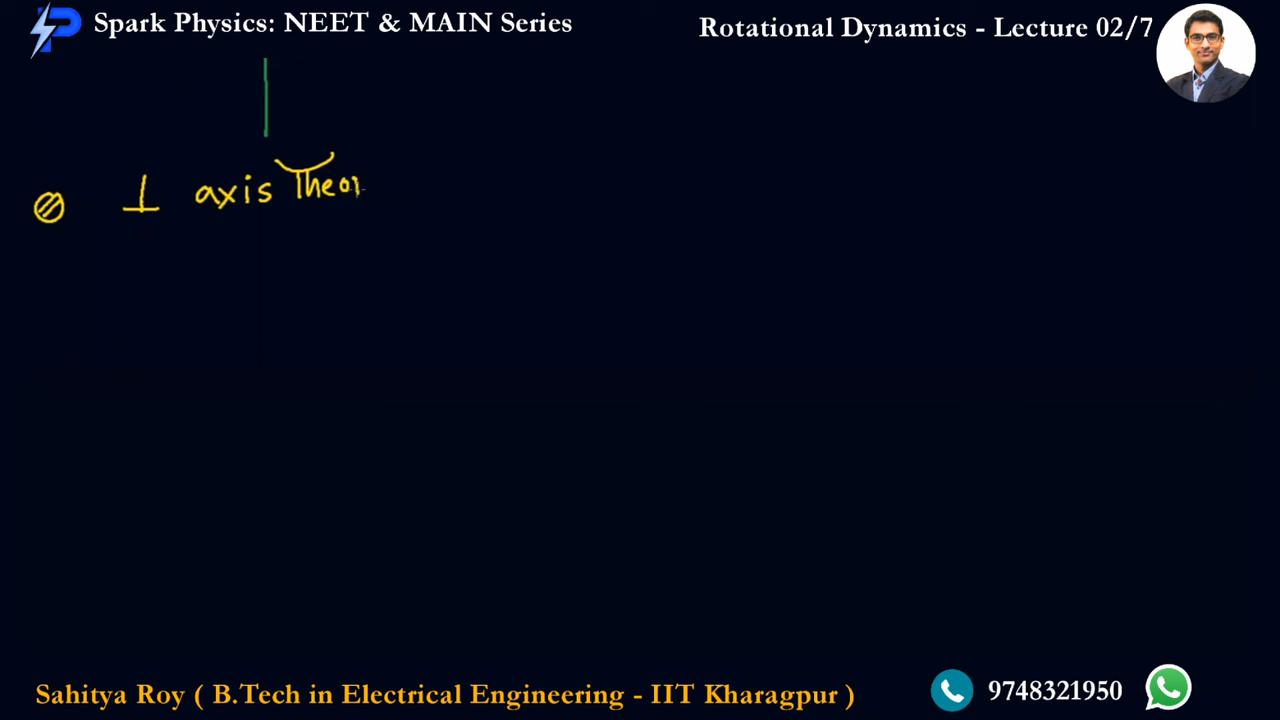 Spark Physics: NEET & MAIN Series
Rotational Dynamics - Lecture 02/7
⊥ axis Theor
Sahitya Roy ( B.Tech in Electrical Engineering - IIT Kharagpur )
9748321950